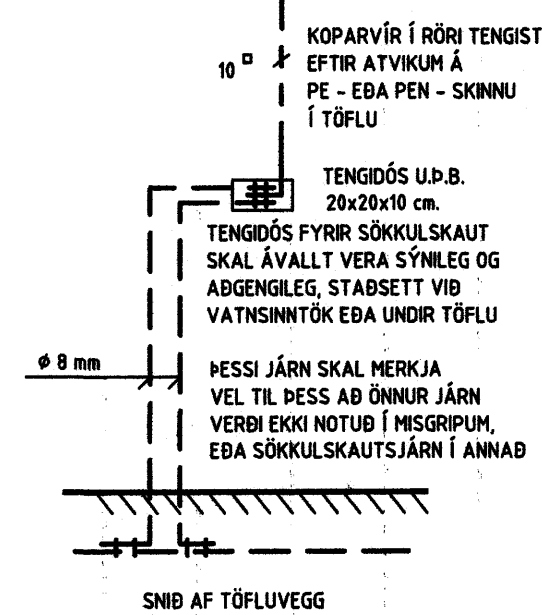 KOPARVÍR Í RÖRI TENGIST
10 □ EFTIR ATVIKUM Á
PE - EÐA PEN - SKINNU
Í TÖFLU
TENGIDÓS U.Þ.B.
20x20x10 cm.
TENGIDÓS FYRIR SÖKKULSKAUT
SKAL ÁVALLT VERA SÝNILEG OG
AÐGENGILEG, STAÐSETT VIÐ
VATNSINNTÖK EÐA UNDIR TÖFLU
ø 8 mm
ÞESSI JÁRN SKAL MERKJA
VEL TIL ÞESS AÐ ÖNNUR JÁRN
VERÐI EKKI NOTUÐ Í MISGRIPUM,
EÐA SÖKKULSKAUTSJÁRN Í ANNAÐ
SNIÐ AF TÖFLUVEGG